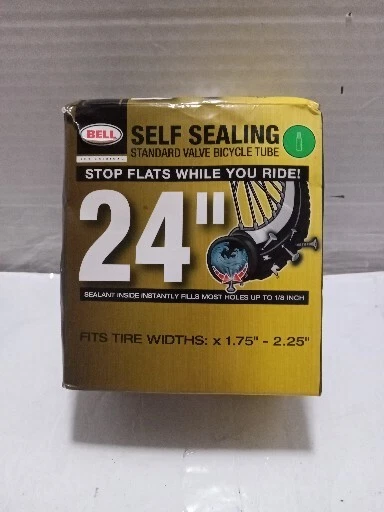 BELL
SELF SEALING
STANDARD VALVE BICYCLE TUBE
STOP FLATS WHILE YOU RIDE!
24"
SEALANT INSIDE INSTANTLY FILLS MOST HOLES UP TO 1/8 INCH
FITS TIRE WIDTHS: x 1.75" - 2.25"